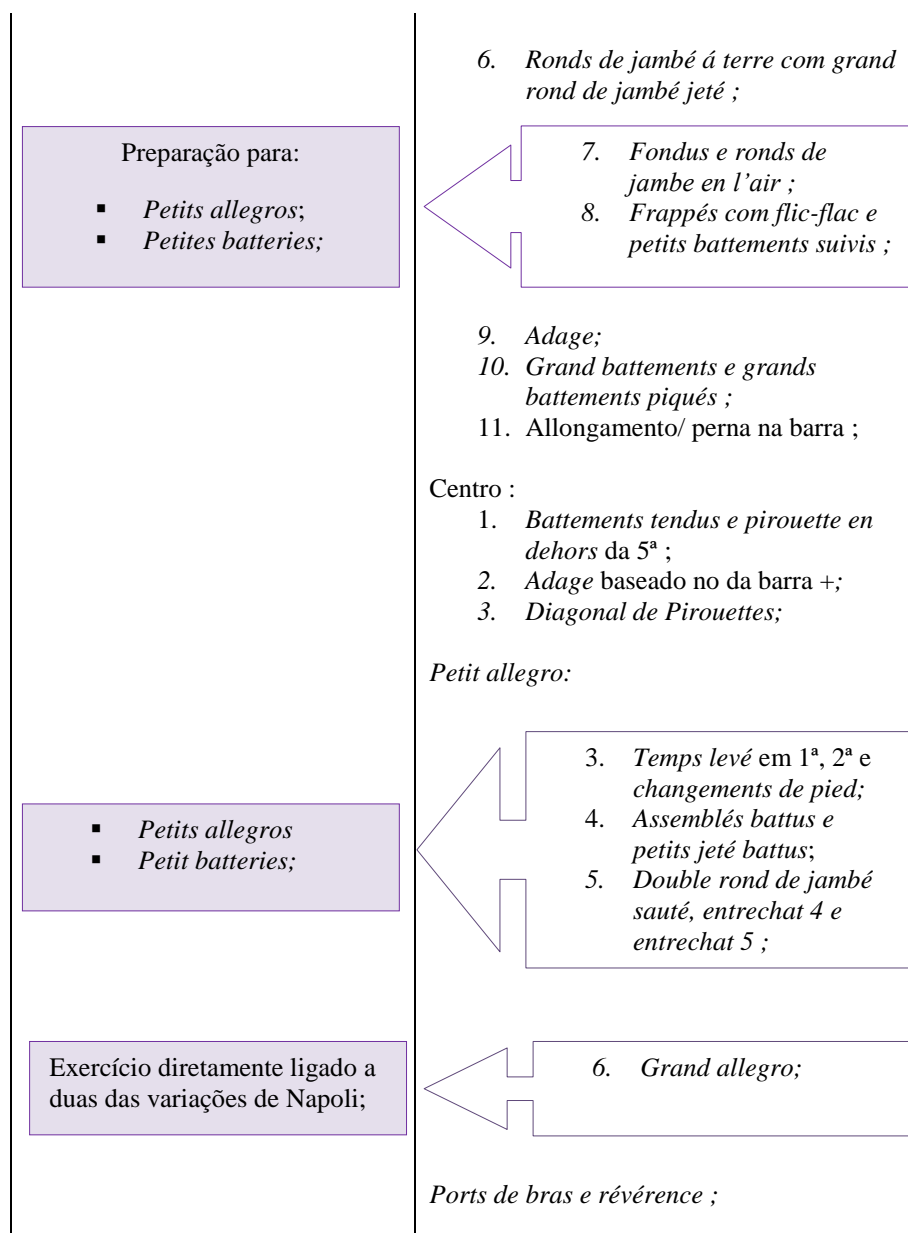 6. Ronds de jambé á terre com grand
rond de jambé jeté ;
Preparação para:
▪ Petits allegros;
▪ Petites batteries;
7. Fondus e ronds de
jambe en l’air ;
8. Frappés com flic-flac e
petits battements suivis ;
9. Adage;
10. Grand battements e grands
battements piqués ;
11. Allongamento/ perna na barra ;
Centro :
1. Battements tendus e pirouette en
dehors da 5ª ;
2. Adage baseado no da barra +;
3. Diagonal de Pirouettes;
Petit allegro:
▪ Petits allegros
▪ Petit batteries;
3. Temps levé em 1ª, 2ª e
changements de pied;
4. Assemblés battus e
petits jeté battus;
5. Double rond de jambé
sauté, entrechat 4 e
entrechat 5 ;
Exercício diretamente ligado a
duas das variações de Napoli;
6. Grand allegro;
Ports de bras e révérence ;